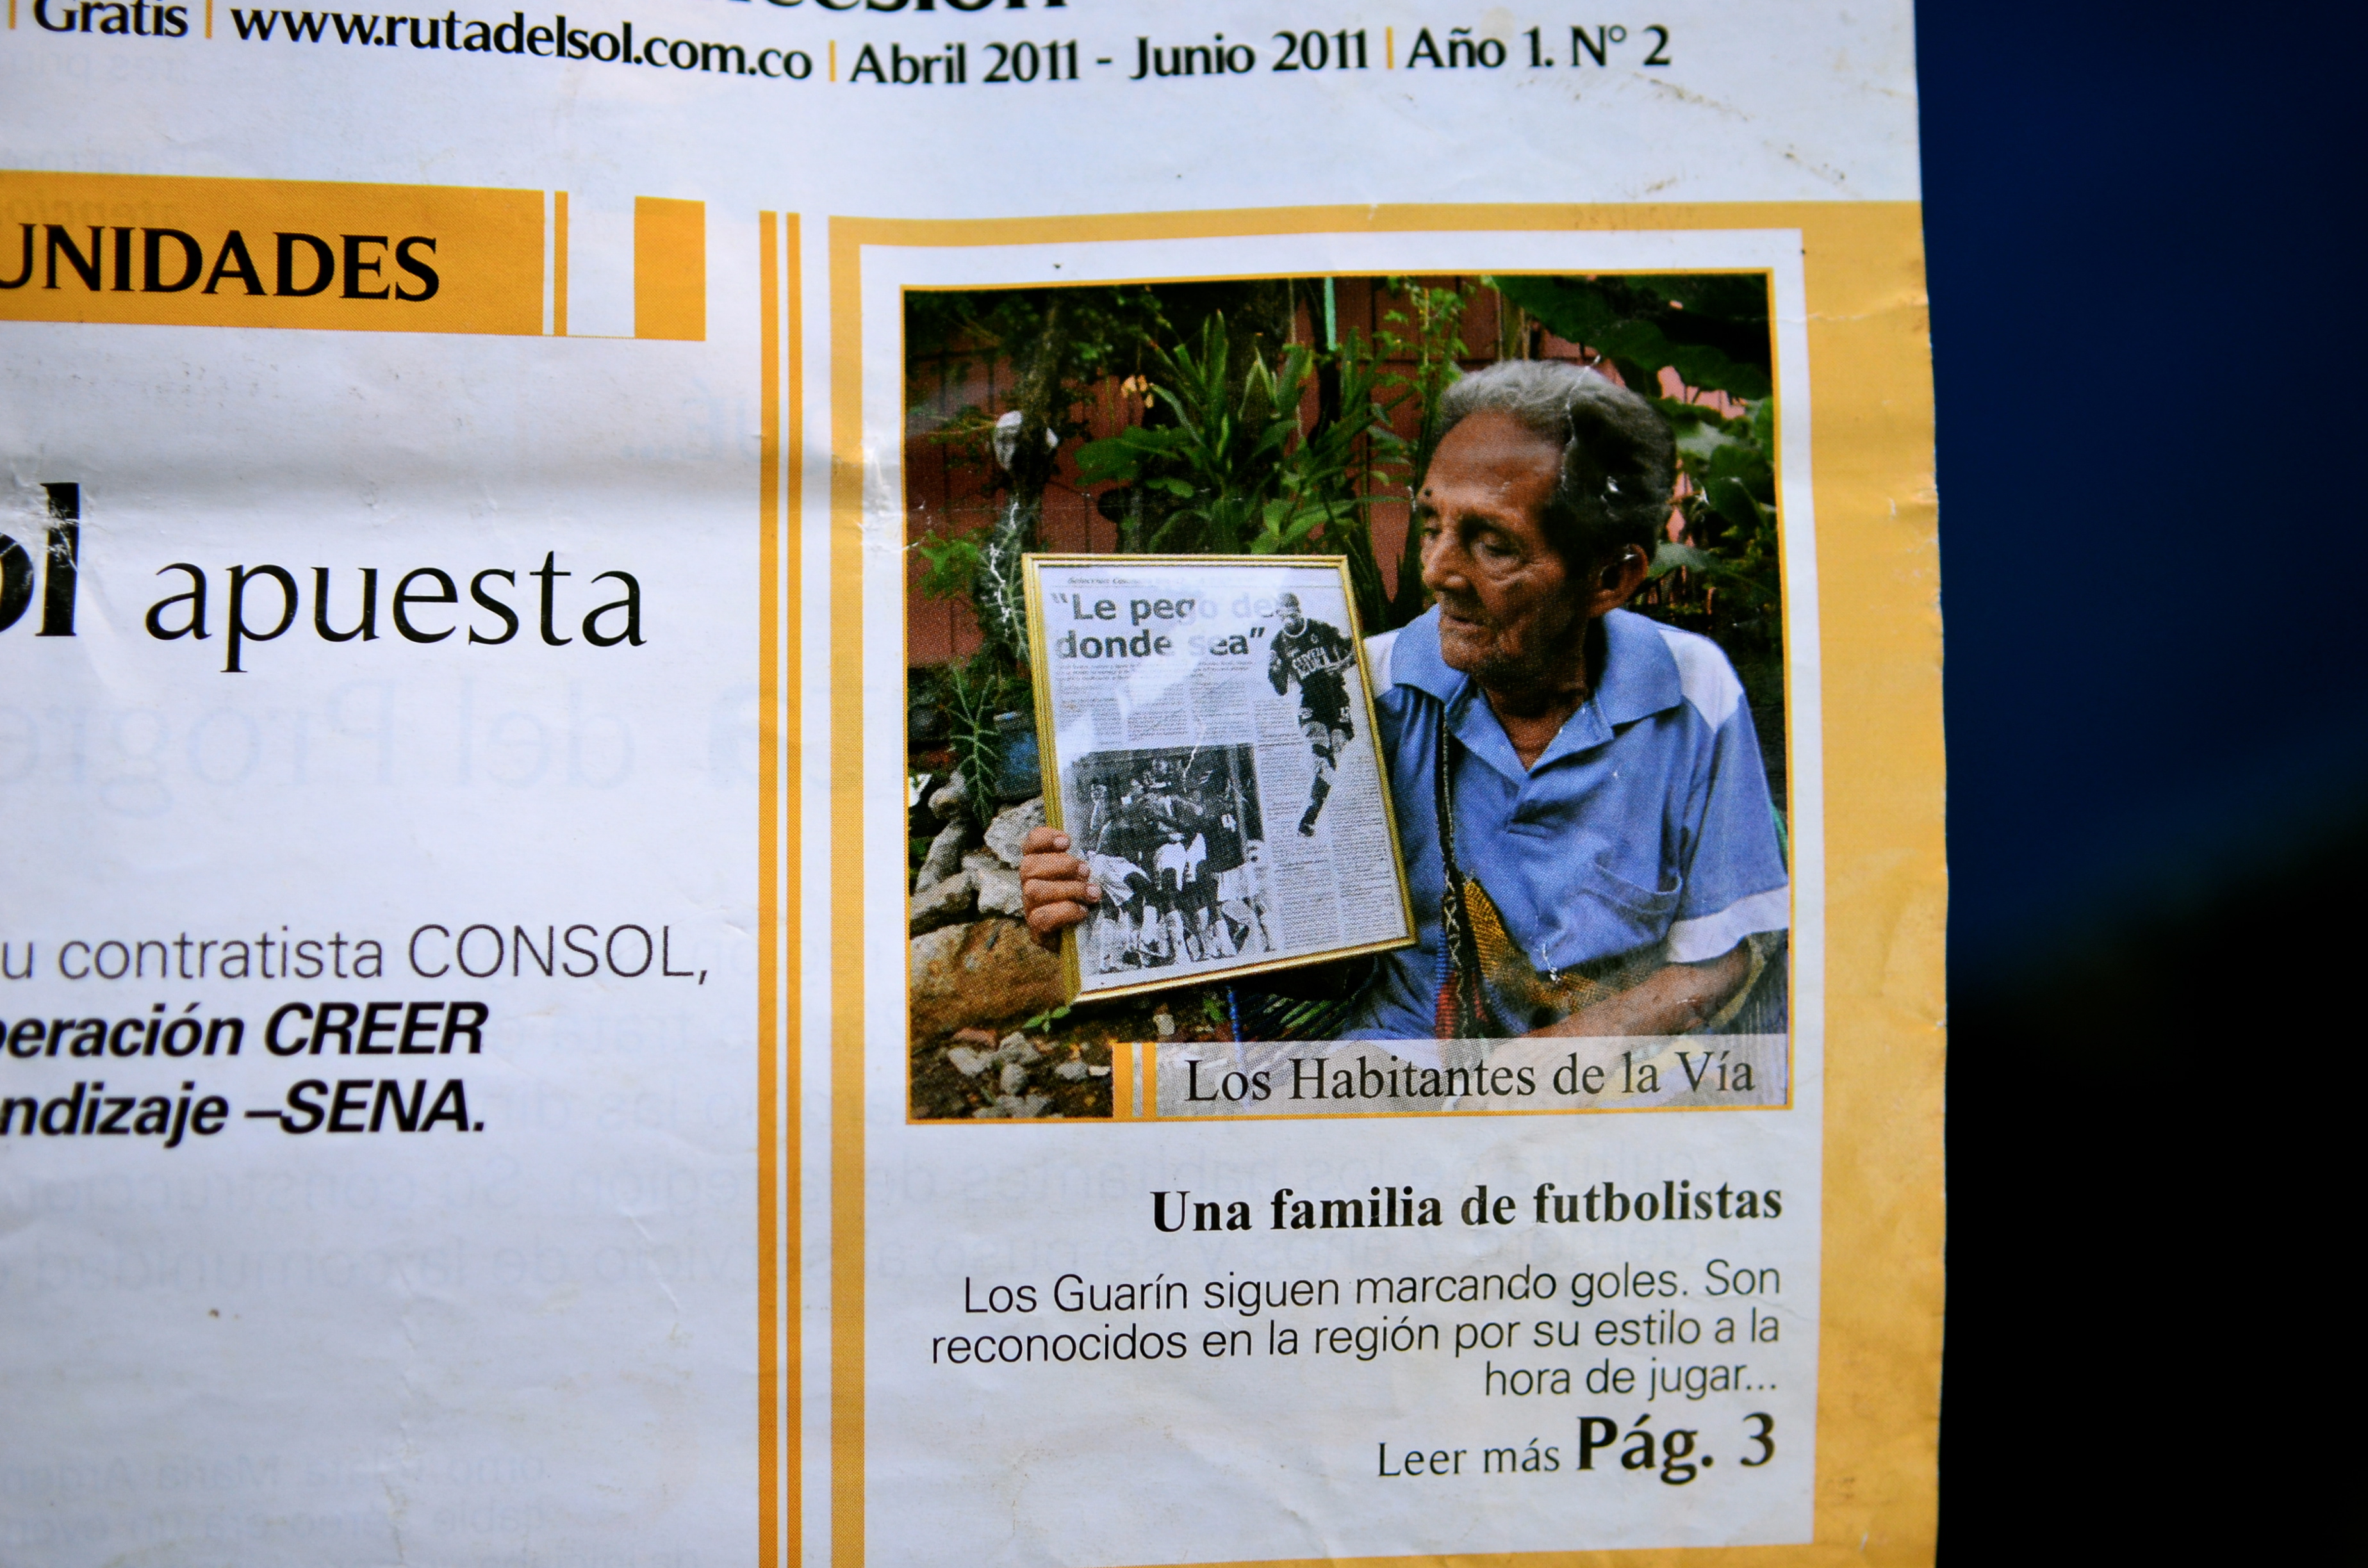 Gratis | www.rutadelsol.com.co | Abril 2011 - Junio 2011 | Año 1. N° 2
UNIDADES
ol apuesta
u contratista CONSOL,
peración CREER
ndizaje –SENA.
"Le pego de
donde sea"
Los Habitantes de la Vía
Una familia de futbolistas
Los Guarín siguen marcando goles. Son
reconocidos en la región por su estilo a la
hora de jugar...
Leer más Pág. 3